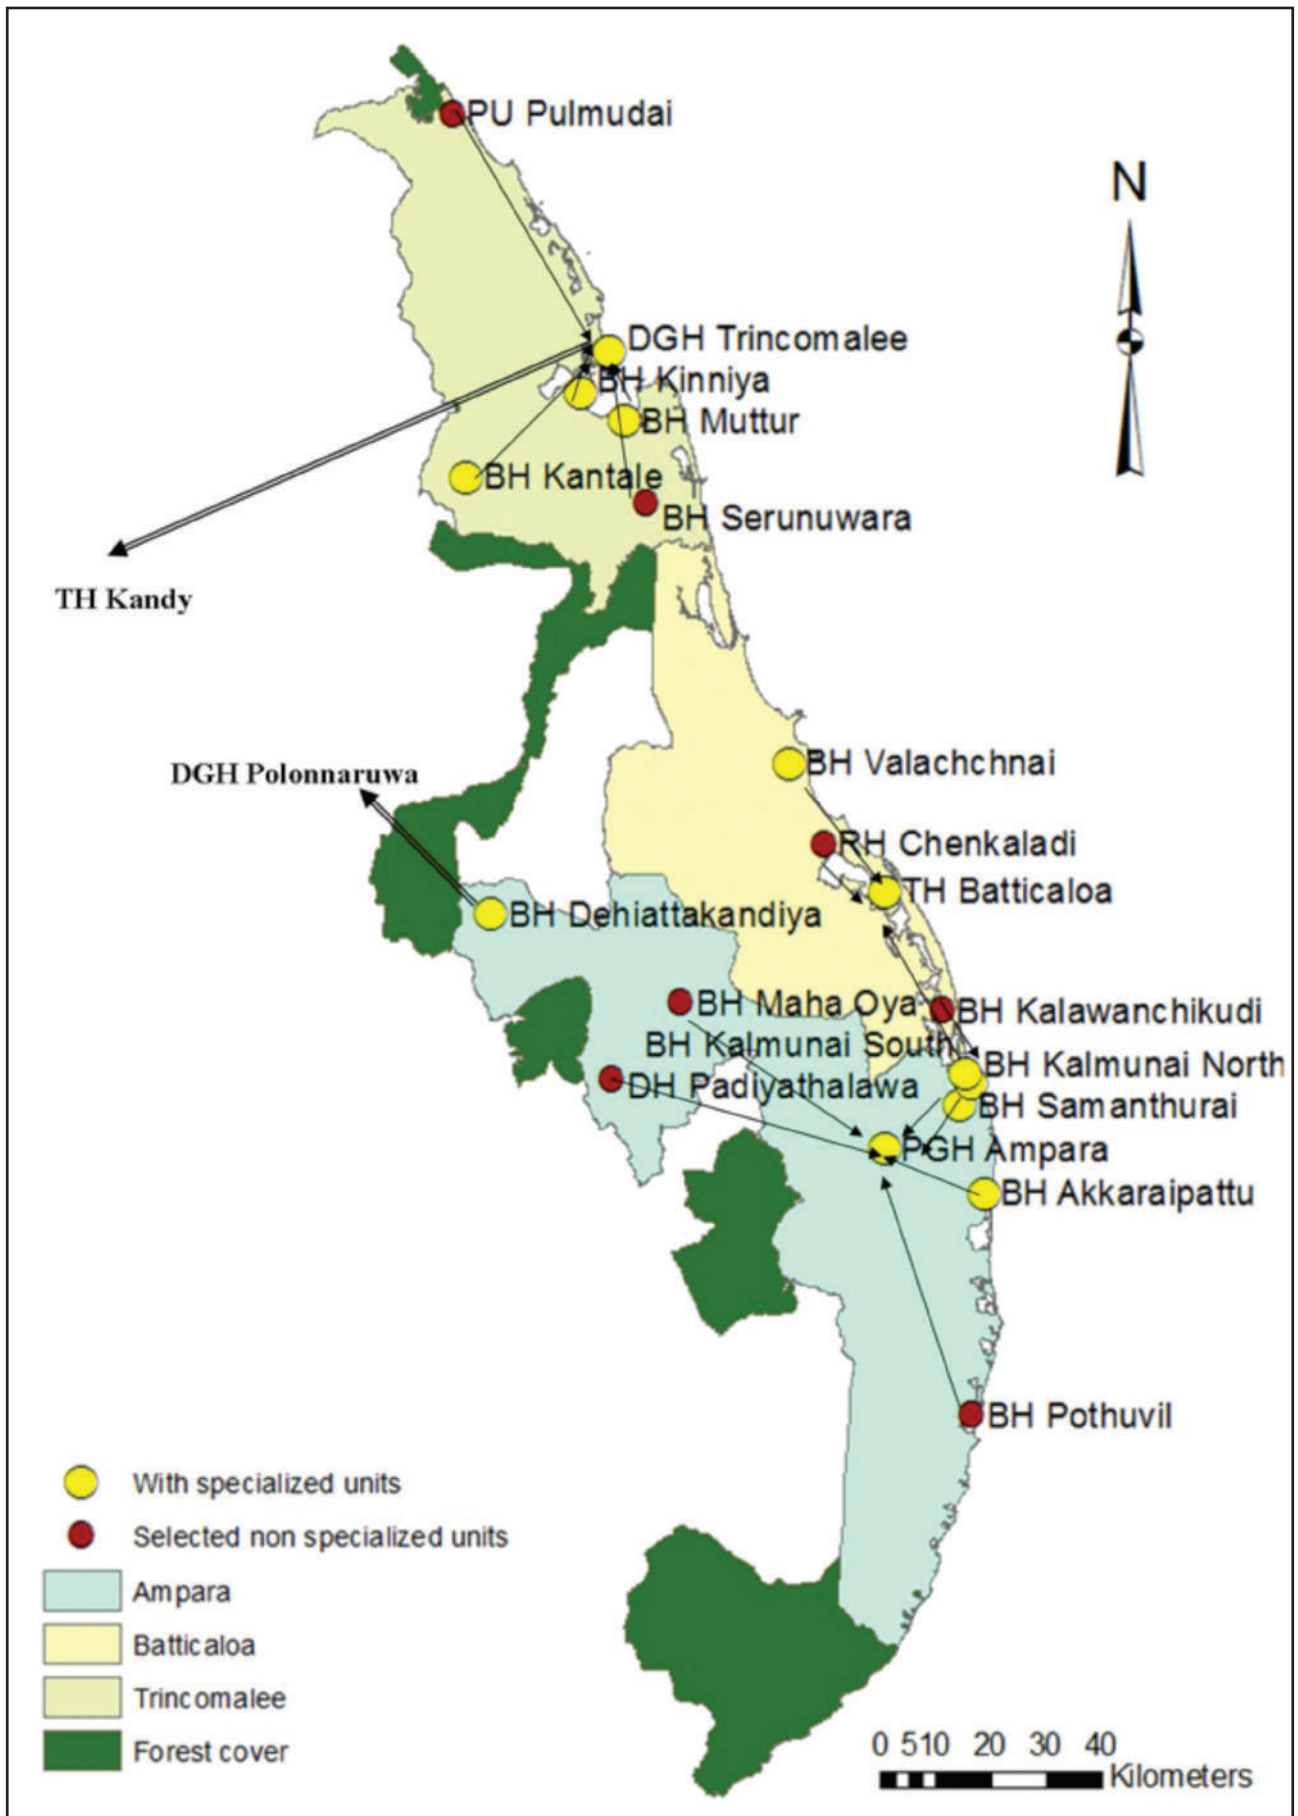 PU Pulmudai
N
DGH Trincomalee
BH Kinniya
BH Muttur
BH Kantale
BH Serunuwara
TH Kandy
DGH Polonnaruwa
BH Valachchnai
RH Chenkaladi
TH Batticaloa
BH Dehiattakandiya
BH Maha Oya
BH Kalawanchikudi
BH Kalmunai South
BH Kalmunai North
DH Padiyathalawa
BH Samanthurai
PGH Ampara
BH Akkaraipattu
BH Pothuvil
With specialized units
Selected non specialized units
Ampara
Batticaloa
Trincomalee
Forest cover
0 510 20 30 40
Kilometers